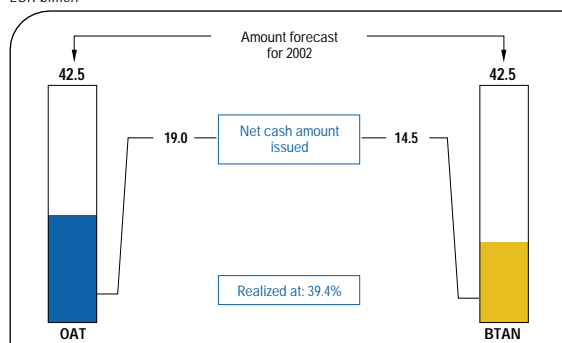 EUR billion
Amount forecast
for 2002
42.5
42.5
19.0
Net cash amount
issued
14.5
Realized at: 39.4%
OAT
BTAN